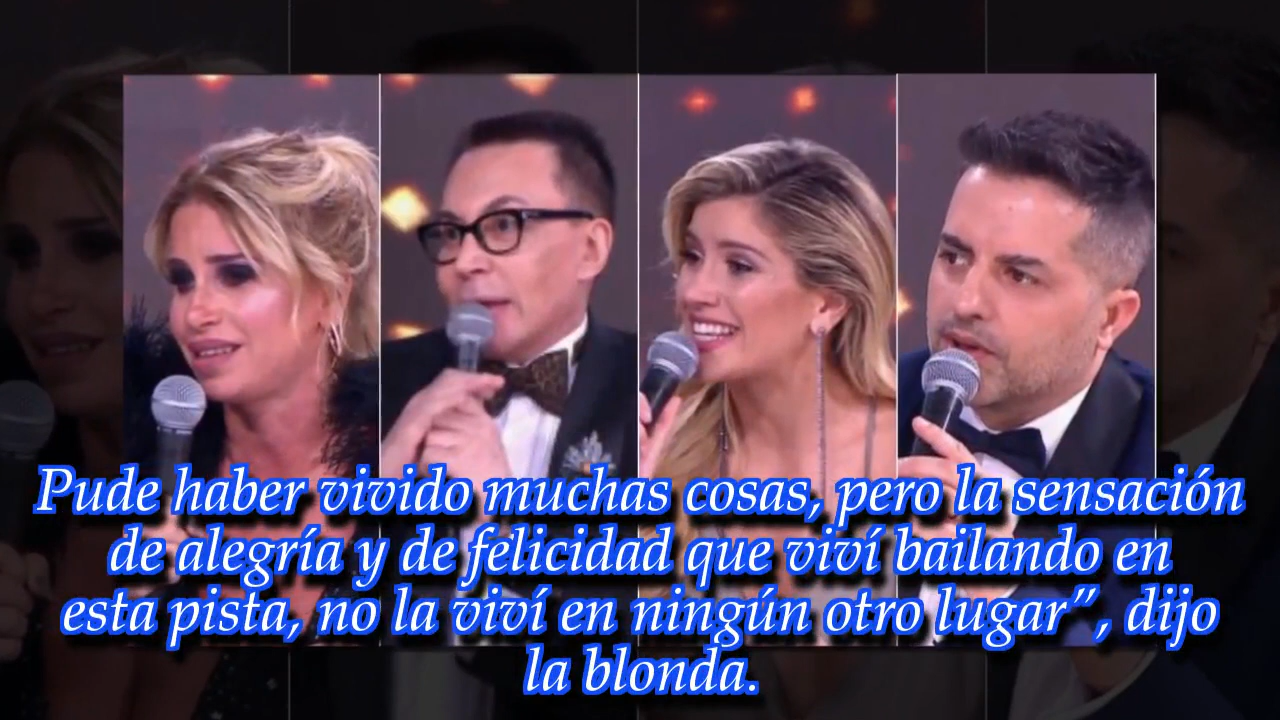 Pude haber vivido muchas cosas, pero la sensación
de alegría y de felicidad que viví bailando en
esta pista, no la viví en ningún otro lugar”, dijo
la blonda.